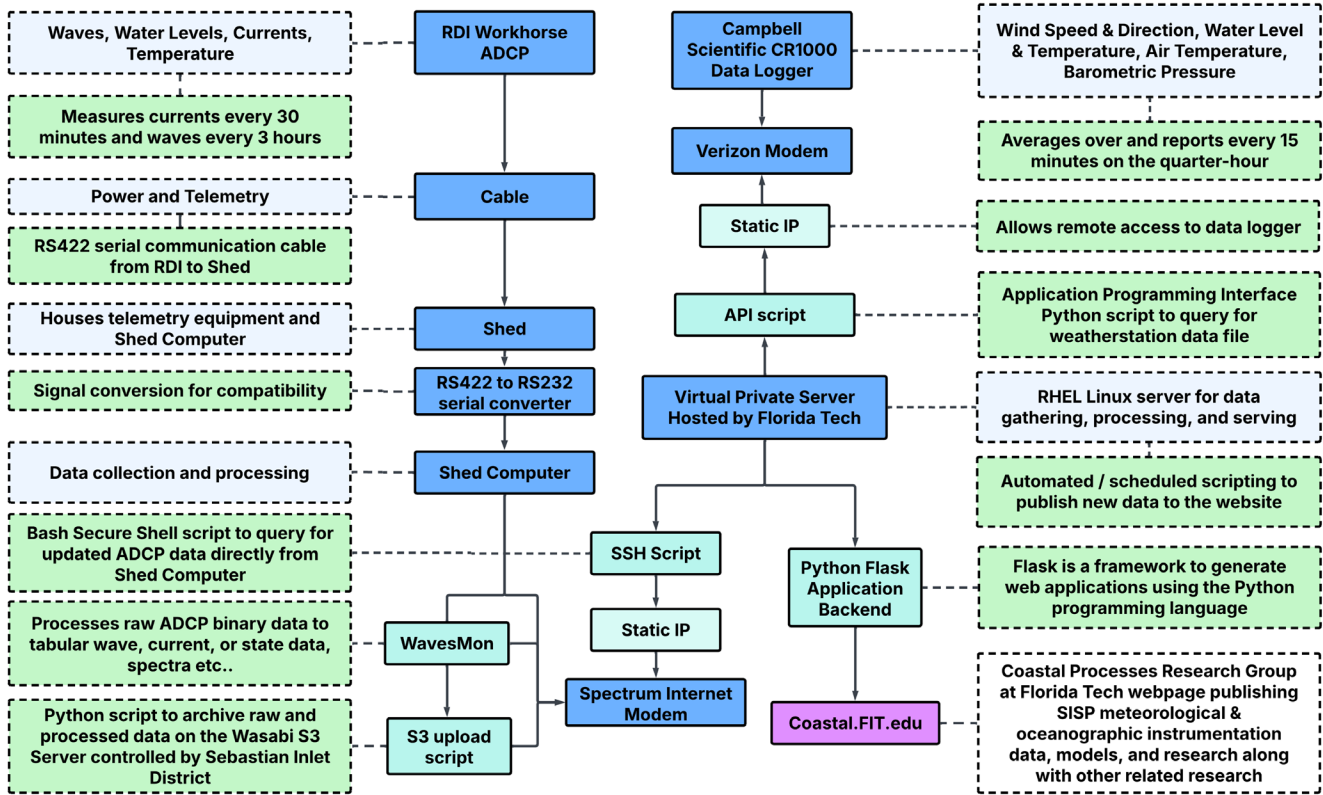 Waves, Water Levels, Currents,
Temperature
Measures currents every 30
minutes and waves every 3 hours
Power and Telemetry
RS422 serial communication cable
from RDI to Shed
Houses telemetry equipment and
Shed Computer
Signal conversion for compatibility
Data collection and processing
Bash Secure Shell script to query for
updated ADCP data directly from
Shed Computer
Processes raw ADCP binary data to
tabular wave, current, or state data,
spectra etc..
Python script to archive raw and
processed data on the Wasabi S3
Server controlled by Sebastian Inlet
District
RDI Workhorse
ADCP
Cable
Shed
RS422 to RS232
serial converter
Shed Computer
WavesMon
S3 upload
script
Campbell
Scientific CR1000
Data Logger
Verizon Modem
Static IP
API script
Virtual Private Server
Hosted by Florida Tech
SSH Script
Static IP
Spectrum Internet
Modem
Python Flask
Application
Backend
Coastal.FIT.edu
Wind Speed & Direction, Water Level
& Temperature, Air Temperature,
Barometric Pressure
Averages over and reports every 15
minutes on the quarter-hour
Allows remote access to data logger
Application Programming Interface
Python script to query for
weatherstation data file
RHEL Linux server for data
gathering, processing, and serving
Automated / scheduled scripting to
publish new data to the website
Flask is a framework to generate
web applications using the Python
programming language
Coastal Processes Research Group
at Florida Tech webpage publishing
SISP meteorological &
oceanographic instrumentation
data, models, and research along
with other related research